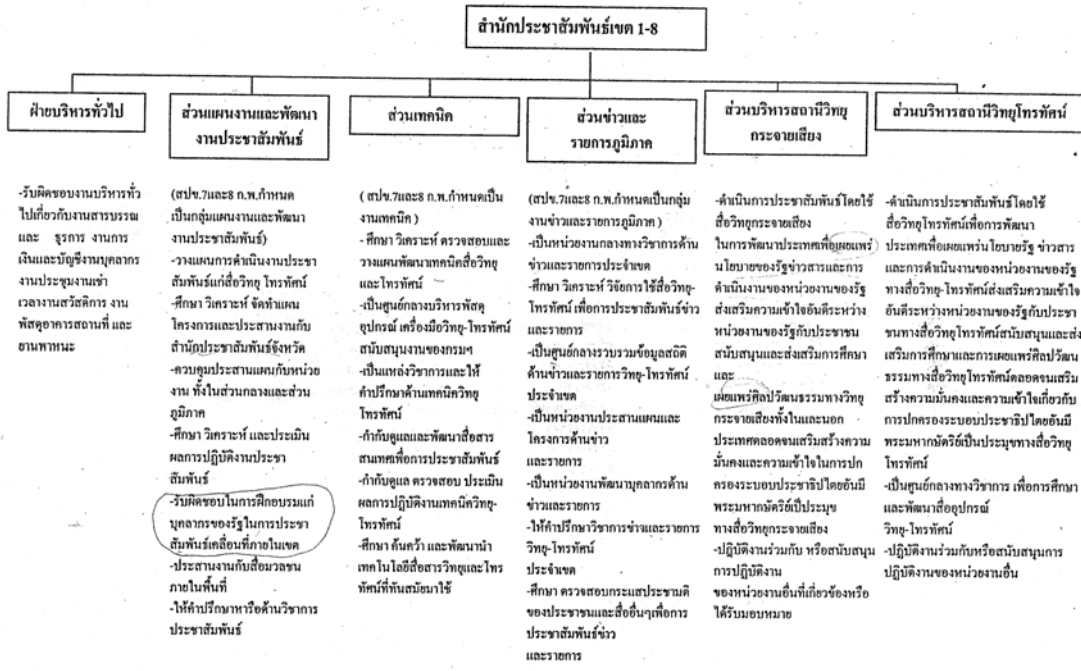 สำนักประชาสัมพันธ์เขต 1-8
ฝ่ายบริหารทั่วไป
-รับผิดชอบงานบริหารทั่ว
ไปเกี่ยวกับงานสารบรรณ
และ ธุรการ งานการ
เงินและบัญชีงานบุคลากร
งานประชุมงานเช่า
เวลางานสวัสดิการ งาน
พัสดุอาคารสถานที่ และ
ยานพาหนะ
ส่วนแผนงานและพัฒนา
งานประชาสัมพันธ์
(สปข.7และ8 ก.พ.กำหนด
เป็นกลุ่มแผนงานและพัฒนา
งานประชาสัมพันธ์)
-วางแผนการดำเนินงานประชา
สัมพันธ์แก่สื่อวิทยุ โทรทัศน์
-ศึกษา วิเคราะห์ จัดทำแผน
โครงการและประสานงานกับ
สำนักประชาสัมพันธ์จังหวัด
-ควบคุมประสานแผนกับหน่วย
งาน ทั้งในส่วนกลางและส่วน
ภูมิภาค
-ศึกษา วิเคราะห์ และประเมิน
ผลการปฏิบัติงานประชา
สัมพันธ์
-รับผิดชอบในการฝึกอบรมแก่
บุคลากรของรัฐในการประชา
สัมพันธ์เคลื่อนที่ภายในเขต
-ประสานงานกับสื่อมวลชน
ภายในพื้นที่
-ให้คำปรึกษาหารือด้านวิชาการ
ประชาสัมพันธ์
ส่วนเทคนิค
( สปข.7และ8 ก.พ.กำหนดเป็น
งานเทคนิค )
- ศึกษา วิเคราะห์ ตรวจสอบและ
วางแผนพัฒนาเทคนิคสื่อวิทยุ
และโทรทัศน์
-เป็นศูนย์กลางบริหารพัสดุ
อุปกรณ์ เครื่องมือวิทยุ-โทรทัศน์
สนับสนุนงานของกรมฯ
-เป็นแหล่งวิชาการและให้
คำปรึกษาด้านเทคนิควิทยุ
โทรทัศน์
-กำกับดูแลและพัฒนาสื่อสาร
สนเทศเพื่อการประชาสัมพันธ์
-กำกับดูแล ตรวจสอบ ประเมิน
ผลการปฏิบัติงานเทคนิควิทยุ-
โทรทัศน์
-ศึกษา ค้นคว้า และพัฒนานำ
เทคโนโลยีสื่อสารวิทยุและโทร
ทัศน์ที่ทันสมัยมาใช้
ส่วนข่าวและ
รายการภูมิภาค
(สปข.7และ8 ก.พ.กำหนดเป็นกลุ่ม
งานข่าวและรายการภูมิภาค )
-เป็นหน่วยงานกลางทางวิชาการด้าน
ข่าวและรายการประจำเขต
-ศึกษา วิเคราะห์ วิจัยการใช้สื่อวิทยุ-
โทรทัศน์ เพื่อการประชาสัมพันธ์ข่าว
และรายการ
-เป็นศูนย์กลางรวบรวมข้อมูลสถิติ
ด้านข่าวและรายการวิทยุ-โทรทัศน์
ประจำเขต
-เป็นหน่วยงานประสานแผนและ
โครงการด้านข่าว
และรายการ
-เป็นหน่วยงานพัฒนาบุคลากรด้าน
ข่าวและรายการ
-ให้คำปรึกษาวิชาการข่าวและรายการ
วิทยุ-โทรทัศน์
ประจำเขต
-ศึกษา ตรวจสอบกระแสประชามติ
ของประชาชนและสื่ออื่นๆเพื่อการ
ประชาสัมพันธ์ข่าว
และรายการ
ส่วนบริหารสถานีวิทยุ
กระจายเสียง
-ดำเนินการประชาสัมพันธ์โดยใช้
สื่อวิทยุกระจายเสียง
ในการพัฒนาประเทศเพื่อเผยแพร่
นโยบายของรัฐข่าวสารและการ
ดำเนินงานของหน่วยงานของรัฐ
ส่งเสริมความเข้าใจอันดีระหว่าง
หน่วยงานของรัฐกับประชาชน
สนับสนุนและส่งเสริมการศึกษา
และ
เผยแพร่ศิลปวัฒนธรรมทางวิทยุ
กระจายเสียงทั้งในและนอก
ประเทศตลอดจนเสริมสร้างความ
มั่นคงและความเข้าใจในการปก
ครองระบอบประชาธิปไตยอันมี
พระมหากษัตริย์เป็ประมุข
ทางสื่อวิทยุกระจายเสียง
-ปฏิบัติงานร่วมกับ หรือสนับสนุน
การปฏิบัติงาน
ของหน่วยงานอื่นที่เกี่ยวข้องหรือ
ได้รับมอบหมาย
ส่วนบริหารสถานีวิทยุโทรทัศน์
-ดำเนินการประชาสัมพันธ์โดยใช้
สื่อวิทยุโทรทัศน์เพื่อการพัฒนา
ประเทศเพื่อเผยแพร่นโยบายรัฐ ข่าวสาร
และการดำเนินงานของหน่วยงานของรัฐ
ทางสื่อวิทยุโทรทัศน์ส่งเสริมความเข้าใจ
อันดีระหว่างหน่วยงานของรัฐกับประชา
ชนทางสื่อวิทยุโทรทัศน์สนับสนุนและส่ง
เสริมการศึกษาและการเผยแพร่ศิลปวัฒน
ธรรมทางสื่อวิทยุโทรทัศน์ตลอดจนเสริม
สร้างความมั่นคงและความเข้าใจเกี่ยวกับ
การปกครองระบอบประชาธิปไตยอันมี
พระมหากษัตริย์เป็นประมุขทางสื่อวิทยุ
โทรทัศน์
-เป็นศูนย์กลางทางวิชาการ เพื่อการศึกษา
และพัฒนาสื่ออุปกรณ์
วิทยุ-โทรทัศน์
-ปฏิบัติงานร่วมกับหรือสนับสนุนการ
ปฏิบัติงานของหน่วยงานอื่น